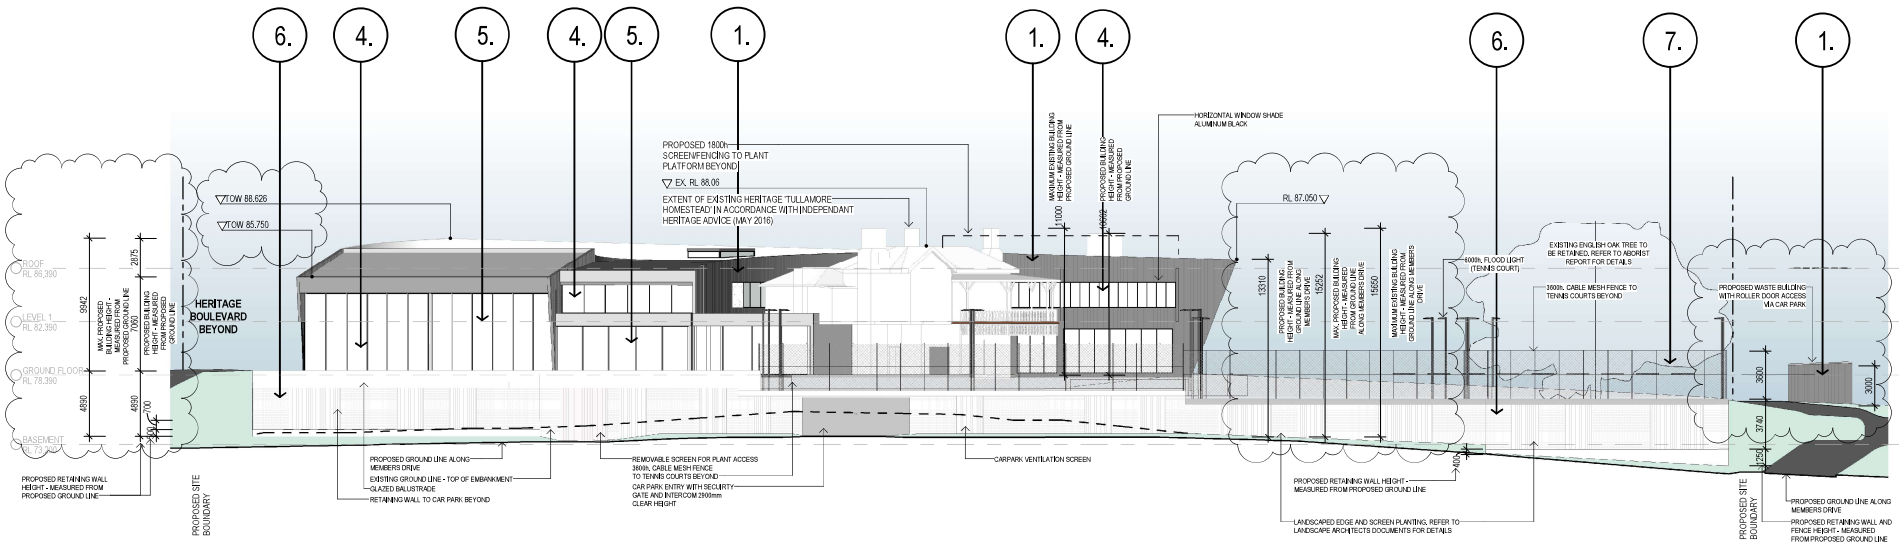 6.
4.
5.
4.
5.
1.
1.
4.
6.
7.
1.
HORIZONTAL WINDOW SHADE
ALUMINUM BLACK
PROPOSED 1800h
SCREEN/FENCING TO PLANT
PLATFORM BEYOND
EX. RL 88.06
EXTENT OF EXISTING HERITAGE 'TULLAMORE
HOMESTEAD' IN ACCORDANCE WITH INDEPENDANT
HERITAGE ADVICE (MAY 2016)
MAXIMUM EXISTING BUILDING
HEIGHT - MEASURED FROM
PROPOSED GROUND LINE
11000
PROPOSED BUILDING
HEIGHT - MEASURED
FROM PROPOSED
GROUND LINE
TOW 88.626
TOW 85.750
RL 87.050
ROOF
RL 86,390
LEVEL 1
RL 82,390
GROUND FLOOR
RL 78.390
BASEMENT
9942
MAX. PROPOSED
BUILDING HEIGHT -
MEASURED FROM
PROPOSED GROUND LINE
2875
7060
PROPOSED BUILDING
HEIGHT - MEASURED
FROM PROPOSED
GROUND LINE
4890
4890
700
HERITAGE
BOULEVARD
BEYOND
13310
PROPOSED BUILDING
HEIGHT - MEASURED FROM
GROUND LINE ALONG
MEMBERS DRIVE
15252
MAX. PROPOSED BUILDING
HEIGHT - MEASURED
FROM GROUND LINE
ALONG MEMBERS DRIVE
15650
MAXIMUM EXISTING BUILDING
HEIGHT - MEASURED FROM
GROUND LINE ALONG MEMBERS
DRIVE
6000h. FLOOD LIGHT
(TENNIS COURT)
EXISTING ENGLISH OAK TREE TO
BE RETAINED. REFER TO ABORIST
REPORT FOR DETAILS
3600h. CABLE MESH FENCE TO
TENNIS COURTS BEYOND
PROPOSED WASTE BUILDING
WITH ROLLER DOOR ACCESS
VIA CAR PARK
3600
3000
3740
1250
400
PROPOSED RETAINING WALL
HEIGHT - MEASURED FROM
PROPOSED GROUND LINE
PROPOSED SITE
BOUNDARY
PROPOSED GROUND LINE ALONG
MEMBERS DRIVE
EXISTING GROUND LINE - TOP OF EMBANKMENT
GLAZED BALUSTRADE
RETAINING WALL TO CAR PARK BEYOND
REMOVABLE SCREEN FOR PLANT ACCESS
3600h. CABLE MESH FENCE
TO TENNIS COURTS BEYOND
CAR PARK ENTRY WITH SECUIRTY
GATE AND INTERCOM 2900mm
CLEAR HEIGHT
CARPARK VENTILATION SCREEN
PROPOSED RETAINING WALL HEIGHT -
MEASURED FROM PROPOSED GROUND LINE
LANDSCAPED EDGE AND SCREEN PLANTING. REFER TO
LANDSCAPE ARCHITECTS DOCUMENTS FOR DETAILS
PROPOSED SITE
BOUNDARY
PROPOSED GROUND LINE ALONG
MEMBERS DRIVE
PROPOSED RETAINING WALL AND
FENCE HEIGHT - MEASURED
FROM PROPOSED GROUND LINE